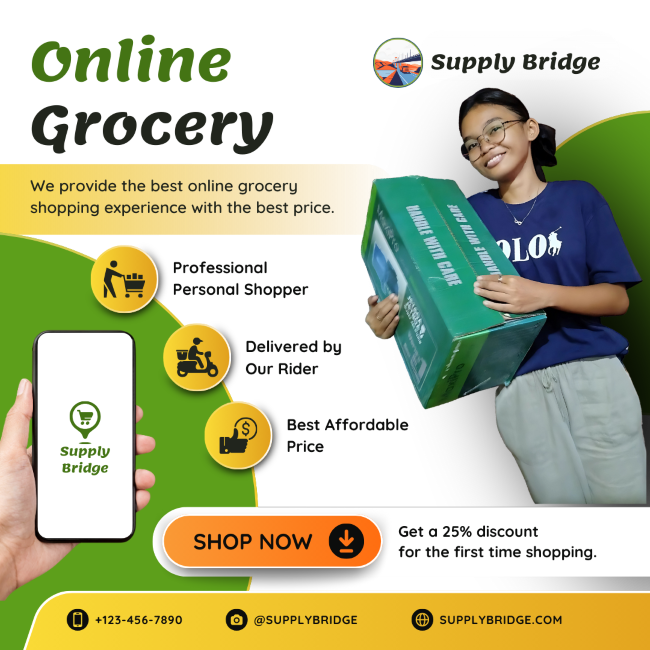 Online
Grocery
Supply Bridge
We provide the best online grocery
shopping experience with the best price.
HANDLE WITH CARE
HANDLE WITH CARE
OLO
Professional
Personal Shopper
Delivered by
Our Rider
Best Affordable
Price
Supply
Bridge
SHOP NOW
Get a 25% discount
for the first time shopping.
+123-456-7890
@SUPPLYBRIDGE
SUPPLYBRIDGE.COM